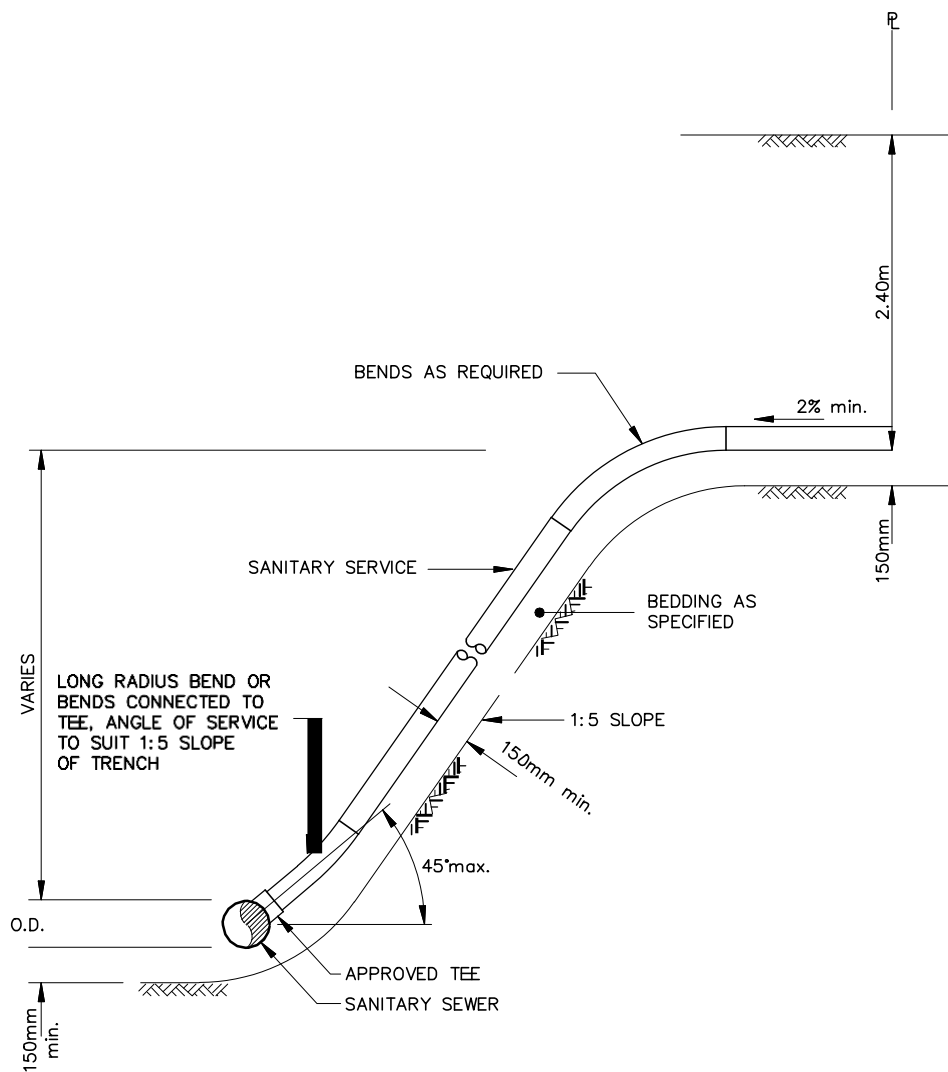 ℄
2.40m
BENDS AS REQUIRED
2% min.
SANITARY SERVICE
150mm
BEDDING AS
SPECIFIED
VARIES
LONG RADIUS BEND OR
BENDS CONNECTED TO
TEE, ANGLE OF SERVICE
TO SUIT 1:5 SLOPE
OF TRENCH
1:5 SLOPE
150mm min.
45°max.
O.D.
APPROVED TEE
SANITARY SEWER
150mm
min.